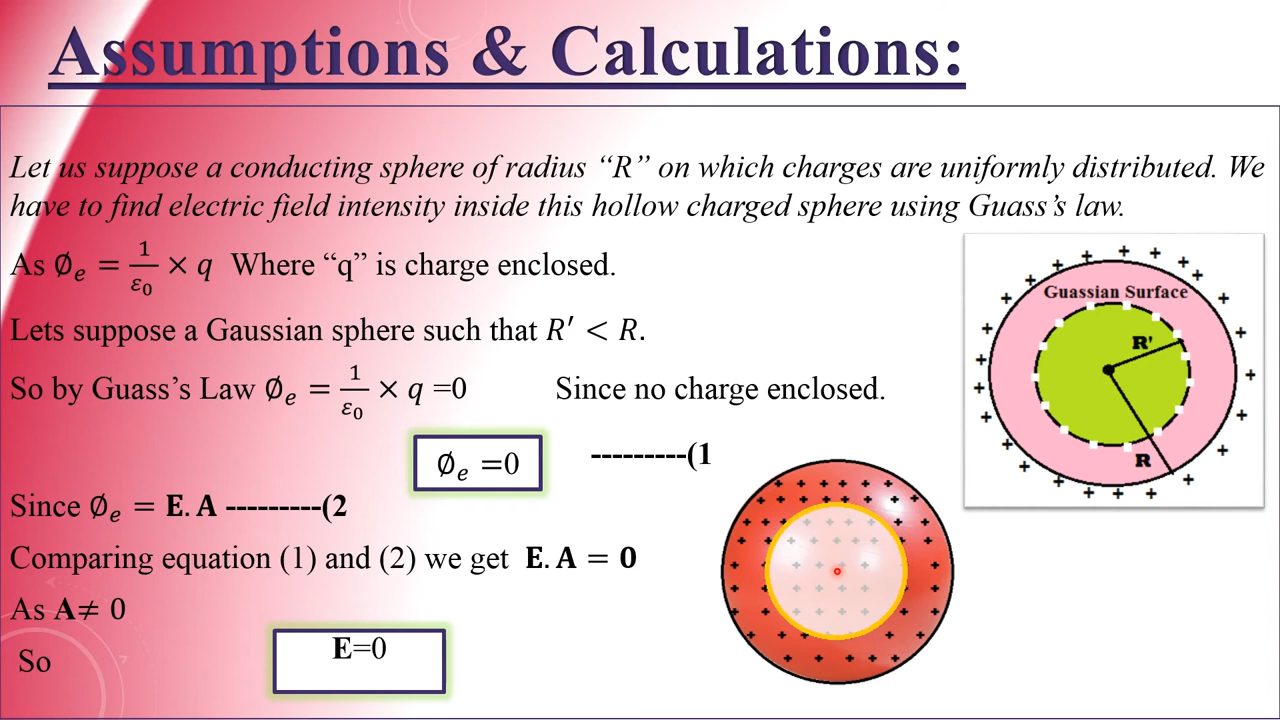 Assumptions & Calculations:
Let us suppose a conducting sphere of radius “R” on which charges are uniformly distributed. We
have to find electric field intensity inside this hollow charged sphere using Guass’s law.
As ∅ₑ = 1/ε₀ × q Where “q” is charge enclosed.
Lets suppose a Gaussian sphere such that R′ < R.
So by Guass’s Law ∅ₑ = 1/ε₀ × q =0 Since no charge enclosed.
∅ₑ =0 ---------(1
Since ∅ₑ = E. A ---------(2
Comparing equation (1) and (2) we get E. A = 0
As A≠ 0
So E=0
Guassian Surface
R'
R